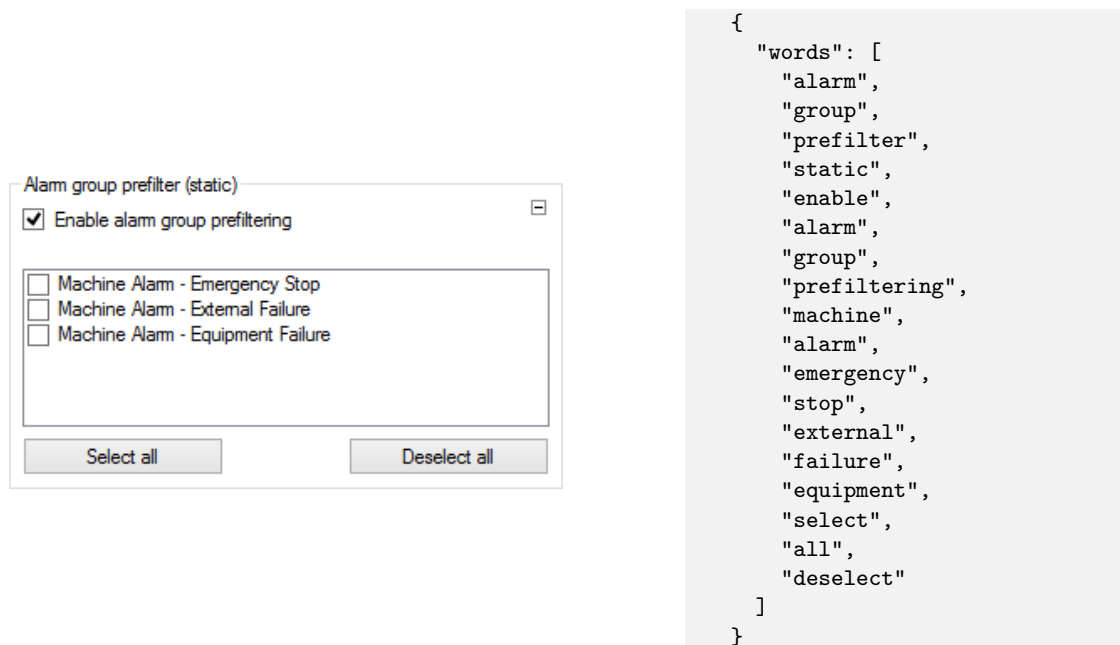 Alarm group prefilter (static)
Enable alarm group prefiltering
Machine Alarm - Emergency Stop
Machine Alarm - External Failure
Machine Alarm - Equipment Failure
Select all
Deselect all
{
  "words": [
    "alarm",
    "group",
    "prefilter",
    "static",
    "enable",
    "alarm",
    "group",
    "prefiltering",
    "machine",
    "alarm",
    "emergency",
    "stop",
    "external",
    "failure",
    "equipment",
    "select",
    "all",
    "deselect"
  ]
}